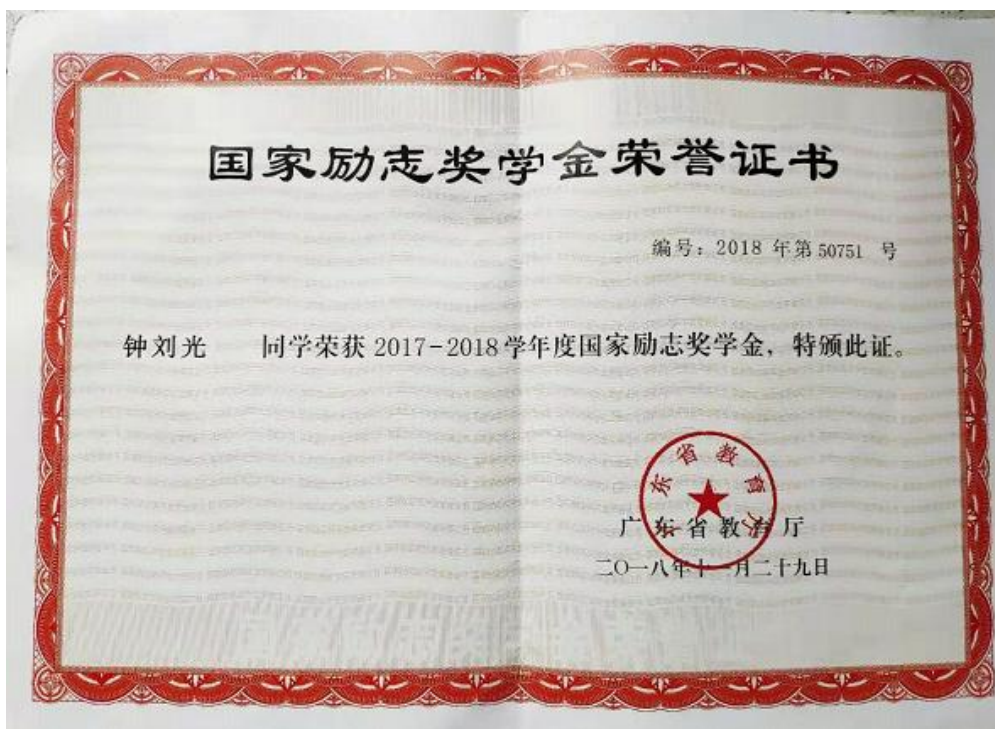 国家励志奖学金荣誉证书
编号：2018 年第 50751 号
钟刘光 同学荣获 2017-2018 学年度国家励志奖学金，特颁此证。
广东省教育厅
广东省教育厅
二〇一八年十一月二十九日